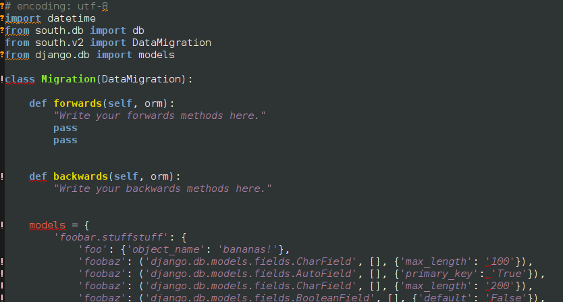 # encoding: utf-8
import datetime
from south.db import db
from south.v2 import DataMigration
from django.db import models
class Migration(DataMigration):
def forwards(self, orm):
"Write your forwards methods here."
pass
pass
def backwards(self, orm):
"Write your backwards methods here."
models = {
'foobar.stuffstuff': {
'foo': {'object_name': 'bananas!'},
'foobaz': ('django.db.models.fields.CharField', [], {'max_length': '100'}),
'foobaz': ('django.db.models.fields.AutoField', [], {'primary_key': 'True'}),
'foobaz': ('django.db.models.fields.CharField', [], {'max_length': '200'}),
'foobaz': ('django.db.models.fields.BooleanField', [], {'default': 'False'}),